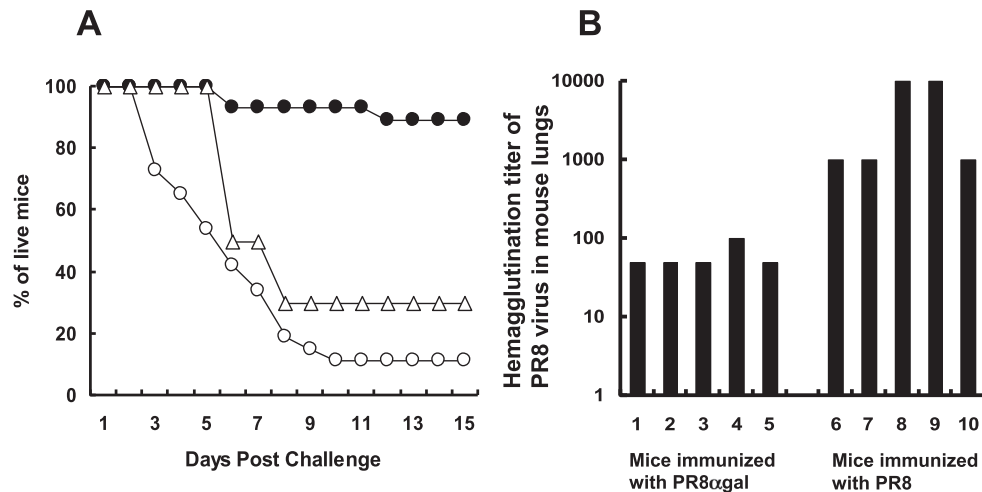 A
100
80
60
40
20
0
% of live mice
1 3 5 7 9 11 13 15
Days Post Challenge
B
Hemagglutination titer of
PR8 virus in mouse lungs
10000
1000
100
10
1
1 2 3 4 5 6 7 8 9 10
Mice immunized
with PR8αgal
Mice immunized
with PR8